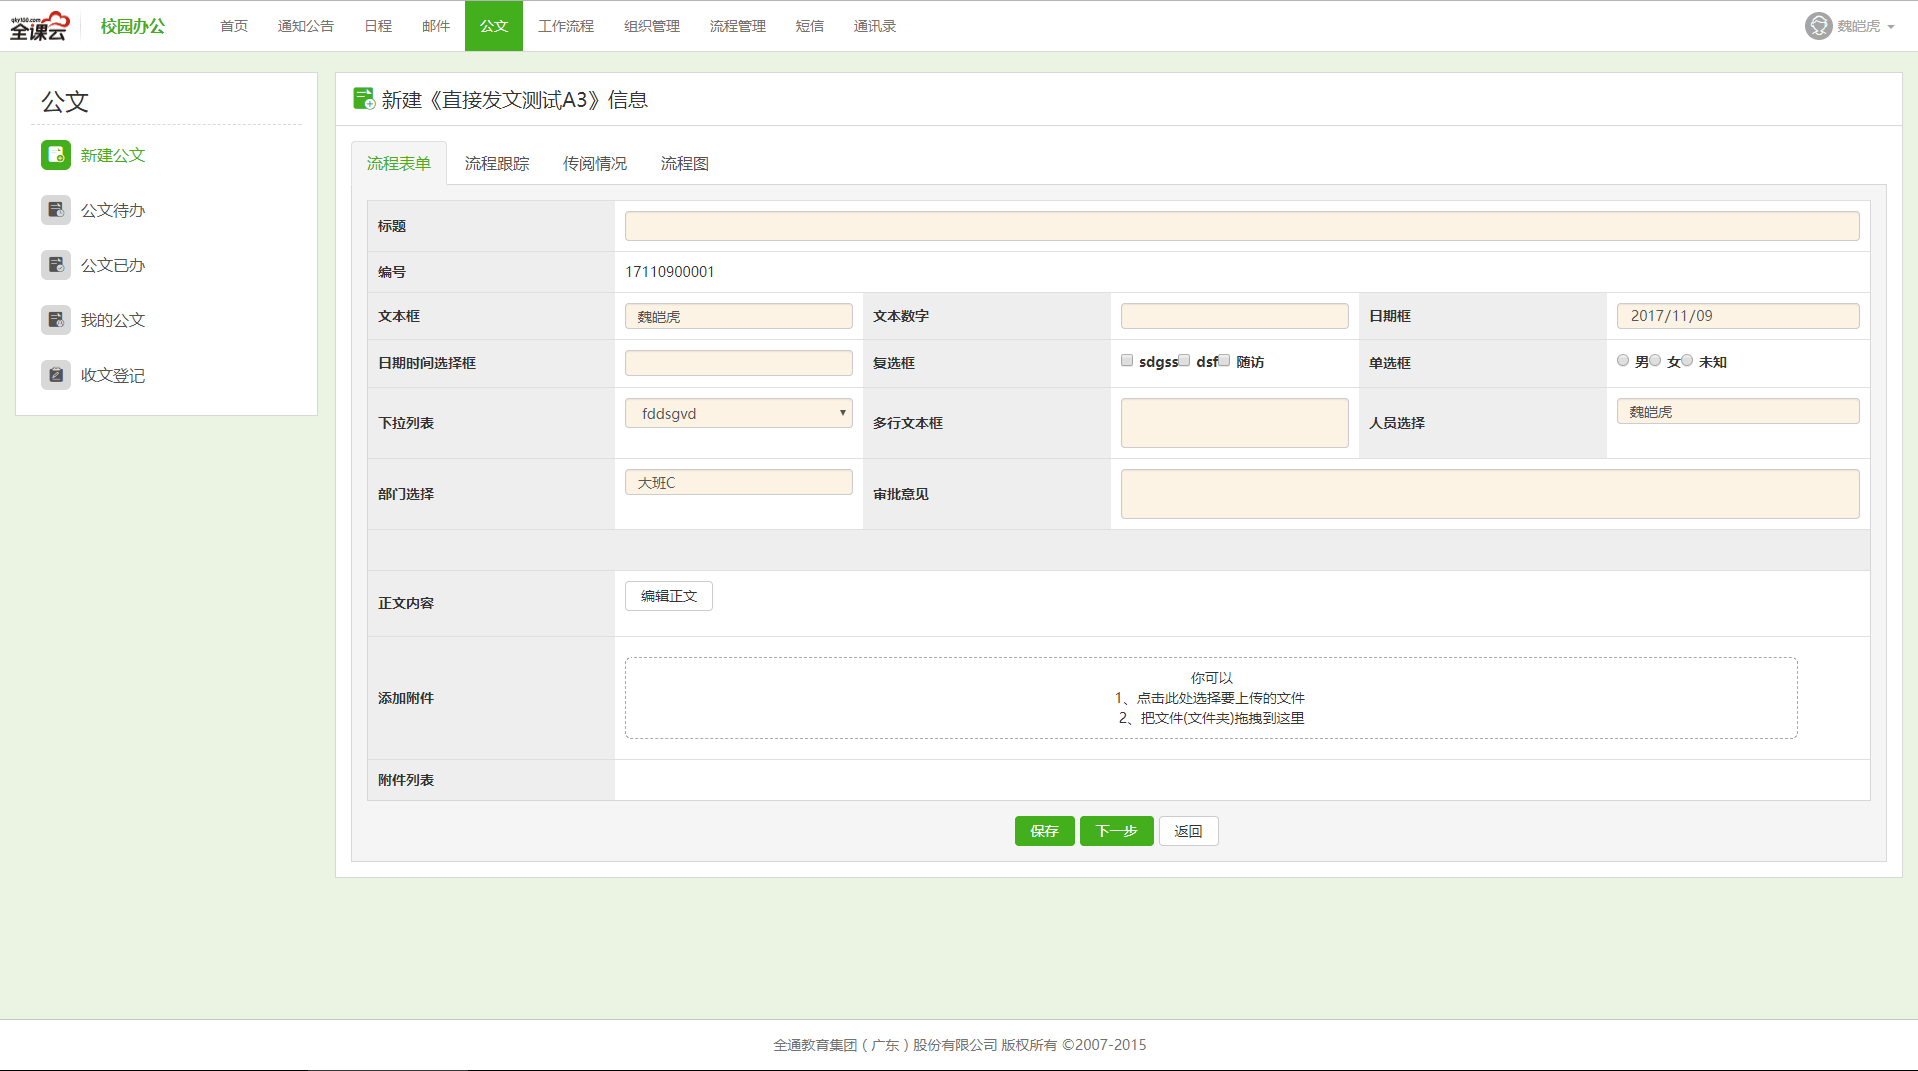 qky100.com
全课云
校园办公
首页 通知公告 日程 邮件 公文 工作流程 组织管理 流程管理 短信 通讯录
魏皑虎
公文
新建公文
公文待办
公文已办
我的公文
收文登记
新建《直接发文测试A3》信息
流程表单 流程跟踪 传阅情况 流程图
标题
编号 17110900001
文本框 魏皑虎 文本数字 日期框 2017/11/09
日期时间选择框 复选框 sdgss dsf 随访 单选框 男 女 未知
下拉列表 fddsgvd 多行文本框 人员选择 魏皑虎
部门选择 大班C 审批意见
正文内容 编辑正文
添加附件
你可以
1、点击此处选择要上传的文件
2、把文件(文件夹)拖拽到这里
附件列表
保存 下一步 返回
全通教育集团（广东）股份有限公司 版权所有 ©2007-2015